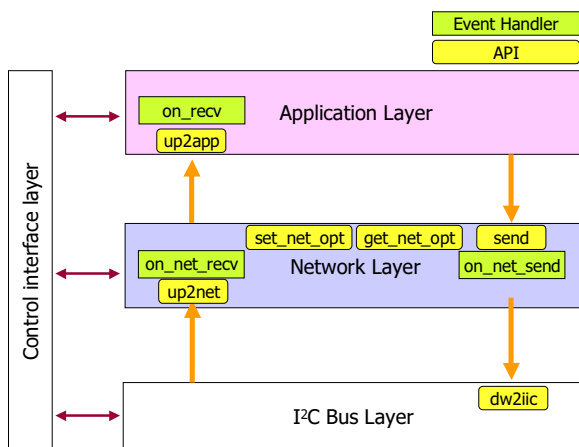 Event Handler
API
Control interface layer
on_recv
Application Layer
up2app
set_net_opt
get_net_opt
send
on_net_recv
Network Layer
on_net_send
up2net
dw2iic
I²C Bus Layer